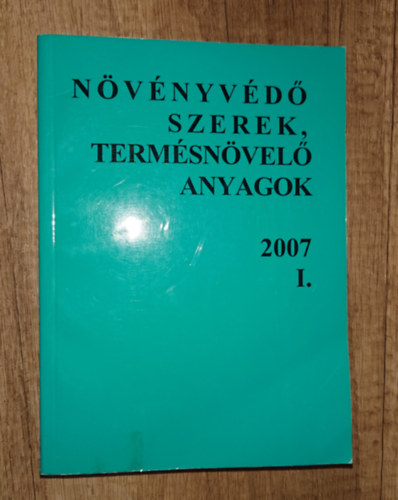 NÖVÉNYVÉDŐ
SZEREK,
TERMÉSNÖVELŐ
ANYAGOK
2007
I.